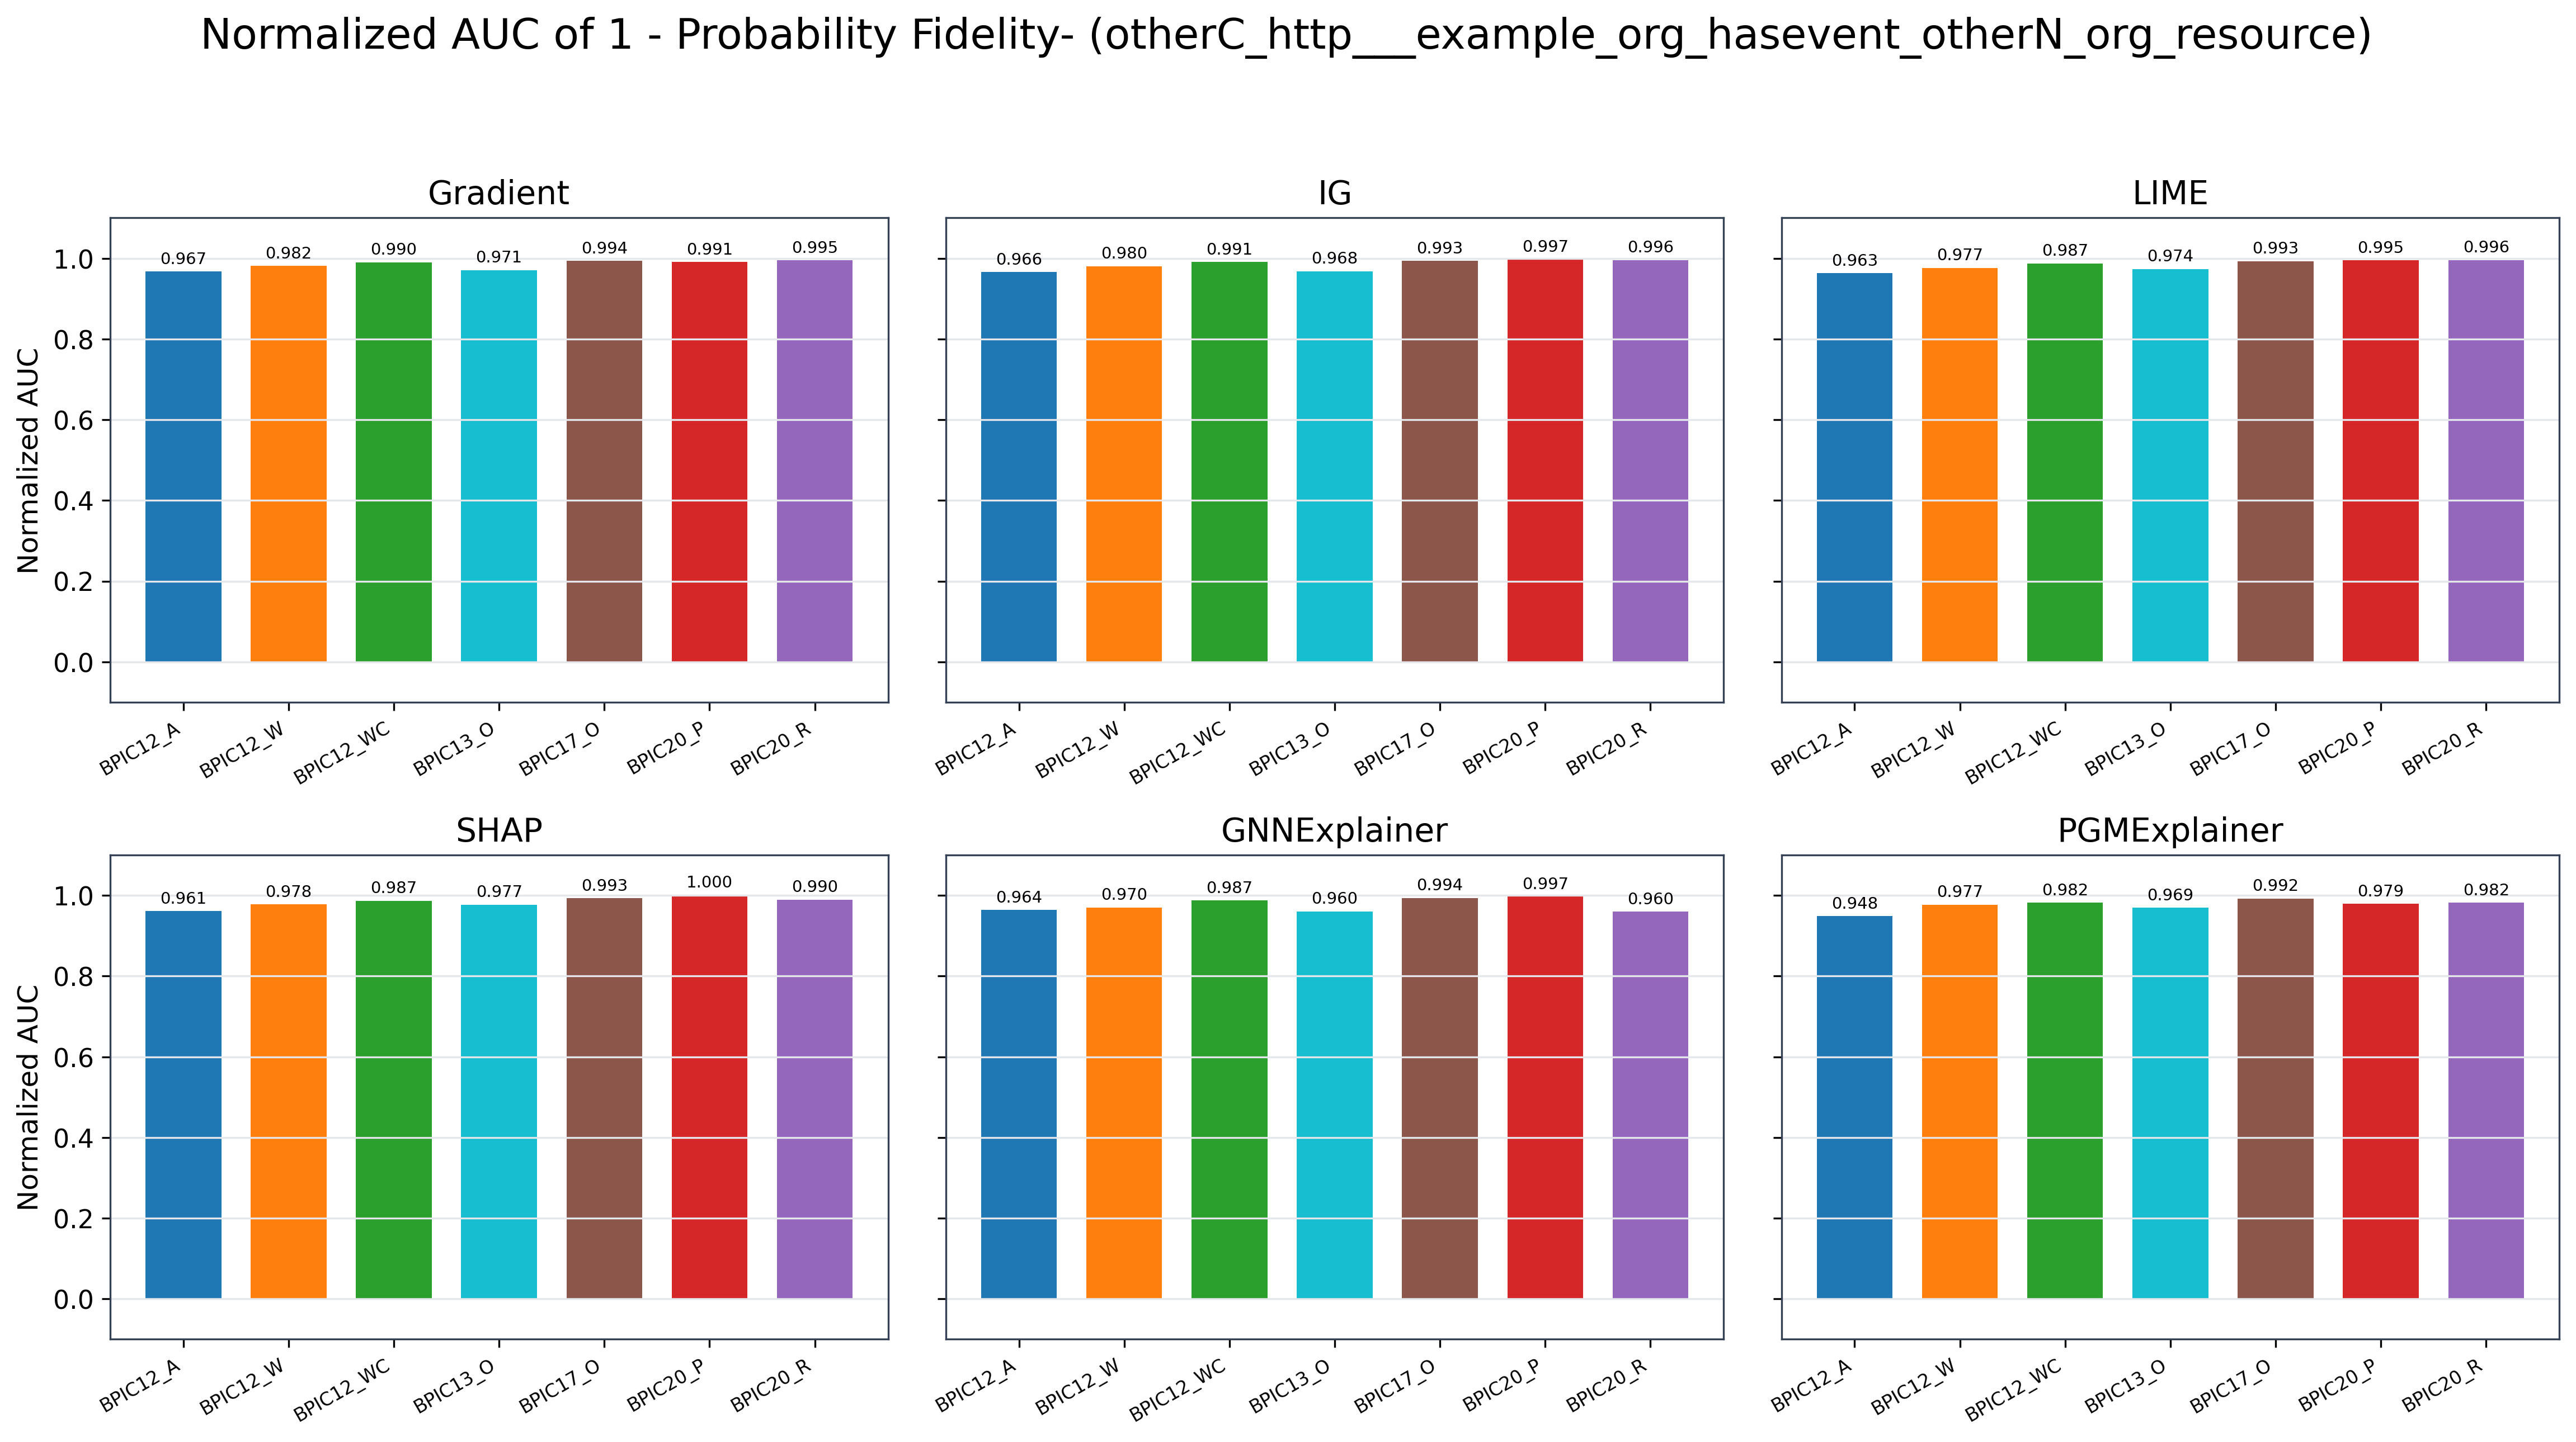 Normalized AUC of 1 - Probability Fidelity- (otherC_http___example_org_hasevent_otherN_org_resource)
Gradient
Normalized AUC
1.0
0.8
0.6
0.4
0.2
0.0
0.967 0.982 0.990 0.971 0.994 0.991 0.995
BPIC12_A BPIC12_W BPIC12_WC BPIC13_O BPIC17_O BPIC20_P BPIC20_R
IG
0.966 0.980 0.991 0.968 0.993 0.997 0.996
BPIC12_A BPIC12_W BPIC12_WC BPIC13_O BPIC17_O BPIC20_P BPIC20_R
LIME
0.963 0.977 0.987 0.974 0.993 0.995 0.996
BPIC12_A BPIC12_W BPIC12_WC BPIC13_O BPIC17_O BPIC20_P BPIC20_R
SHAP
Normalized AUC
1.0
0.8
0.6
0.4
0.2
0.0
0.961 0.978 0.987 0.977 0.993 1.000 0.990
BPIC12_A BPIC12_W BPIC12_WC BPIC13_O BPIC17_O BPIC20_P BPIC20_R
GNNExplainer
0.964 0.970 0.987 0.960 0.994 0.997 0.960
BPIC12_A BPIC12_W BPIC12_WC BPIC13_O BPIC17_O BPIC20_P BPIC20_R
PGMExplainer
0.948 0.977 0.982 0.969 0.992 0.979 0.982
BPIC12_A BPIC12_W BPIC12_WC BPIC13_O BPIC17_O BPIC20_P BPIC20_R